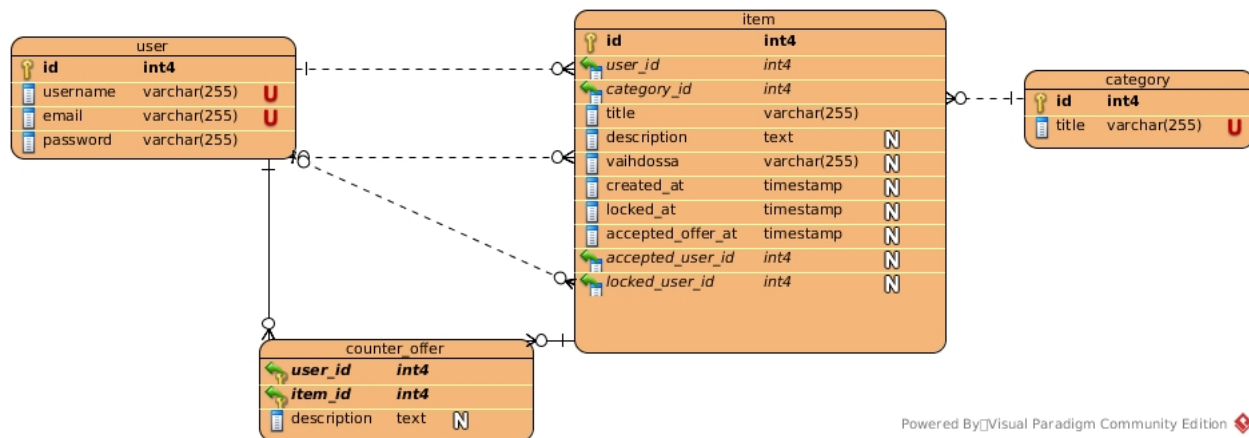 user
id int4
username varchar(255) U
email varchar(255) U
password varchar(255)
item
id int4
user_id int4
category_id int4
title varchar(255)
description text N
vaihdossa varchar(255) N
created_at timestamp N
locked_at timestamp N
accepted_offer_at timestamp N
accepted_user_id int4 N
locked_user_id int4 N
category
id int4
title varchar(255) U
counter_offer
user_id int4
item_id int4
description text N
Powered By□Visual Paradigm Community Edition